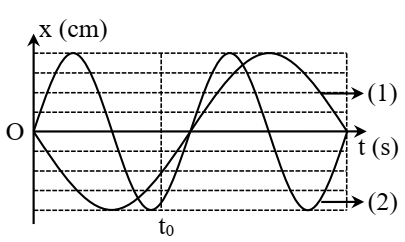 x (cm)
(1)
O
t (s)
(2)
t₀